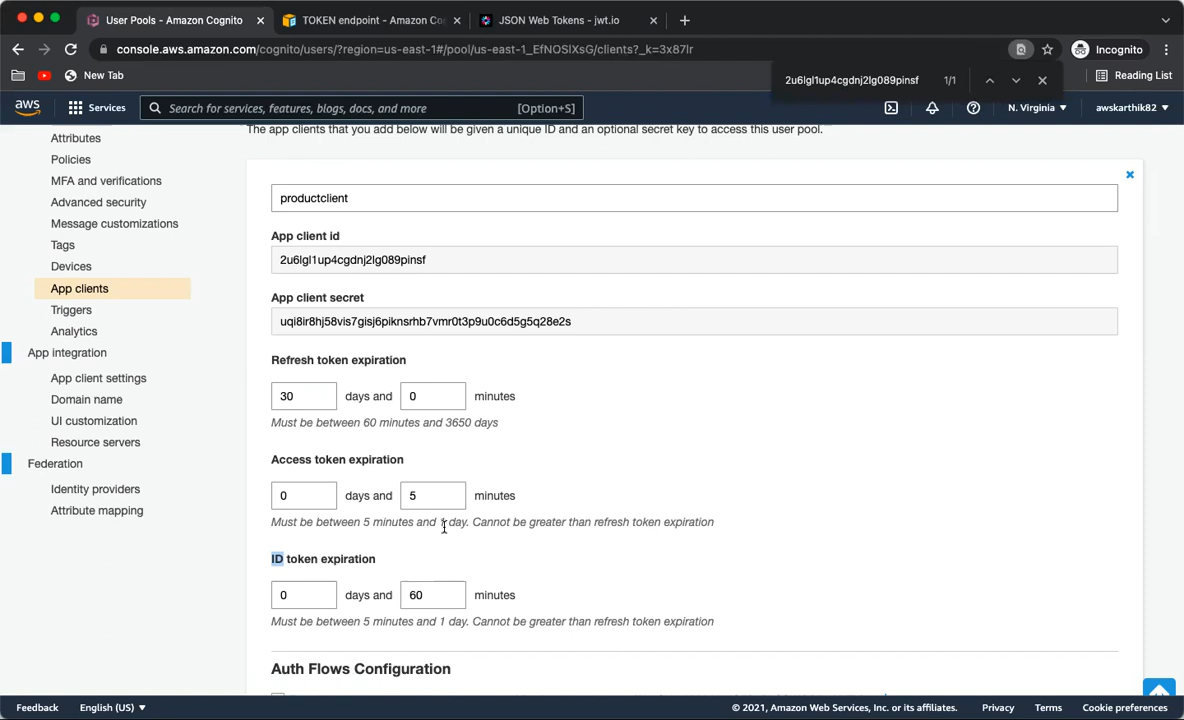 User Pools - Amazon Cognito
TOKEN endpoint - Amazon Co
JSON Web Tokens - jwt.io
console.aws.amazon.com/cognito/users/?region=us-east-1#/pool/us-east-1_EfNOSlXsG/clients?_k=3x87lr
Incognito
New Tab
2u6lgl1up4cgdnj2lg089pinsf 1/1
Reading List
aws
Services
Search for services, features, blogs, docs, and more [Option+S]
N. Virginia
awskarthik82
The app clients that you add below will be given a unique ID and an optional secret key to access this user pool.
Attributes
Policies
MFA and verifications
Advanced security
Message customizations
Tags
Devices
App clients
Triggers
Analytics
App integration
App client settings
Domain name
UI customization
Resource servers
Federation
Identity providers
Attribute mapping
productclient
App client id
2u6lgl1up4cgdnj2lg089pinsf
App client secret
uqi8ir8hj58vis7gisj6piknsrhb7vmr0t3p9u0c6d5g5q28e2s
Refresh token expiration
30 days and 0 minutes
Must be between 60 minutes and 3650 days
Access token expiration
0 days and 5 minutes
Must be between 5 minutes and 1 day. Cannot be greater than refresh token expiration
ID token expiration
0 days and 60 minutes
Must be between 5 minutes and 1 day. Cannot be greater than refresh token expiration
Auth Flows Configuration
Feedback
English (US)
© 2021, Amazon Web Services, Inc. or its affiliates.
Privacy
Terms
Cookie preferences